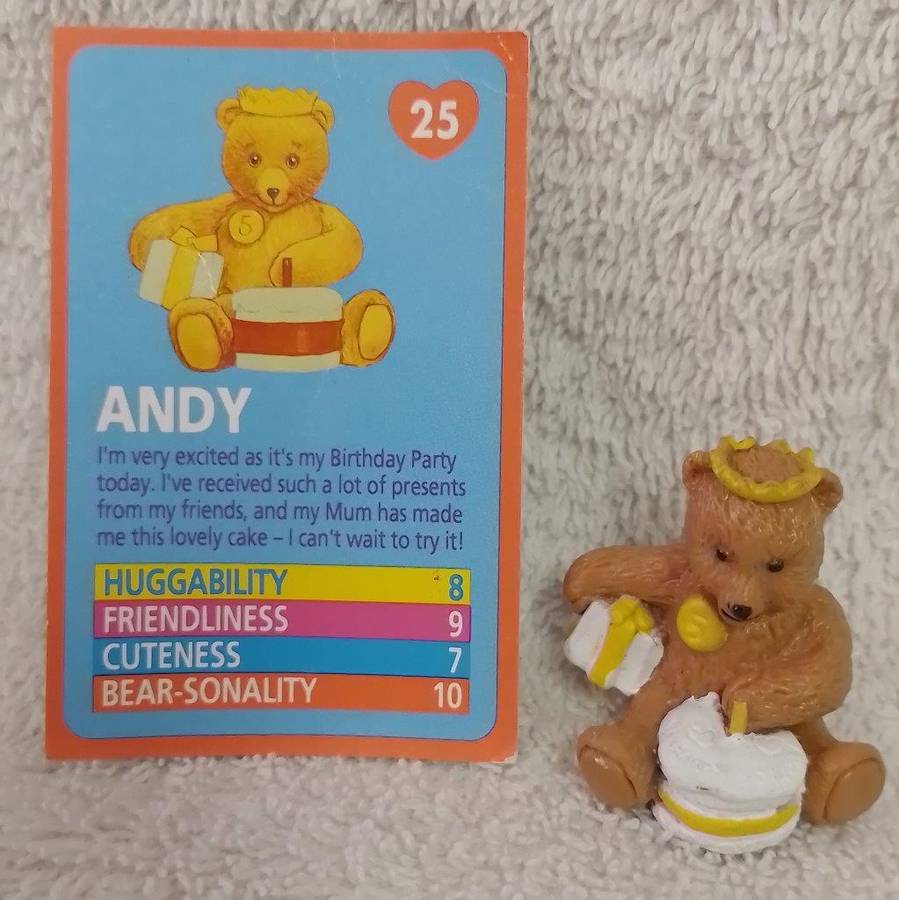 25
5
ANDY
I'm very excited as it's my Birthday Party
today. I've received such a lot of presents
from my friends, and my Mum has made
me this lovely cake – I can't wait to try it!
HUGGABILITY 8
FRIENDLINESS 9
CUTENESS 7
BEAR-SONALITY 10